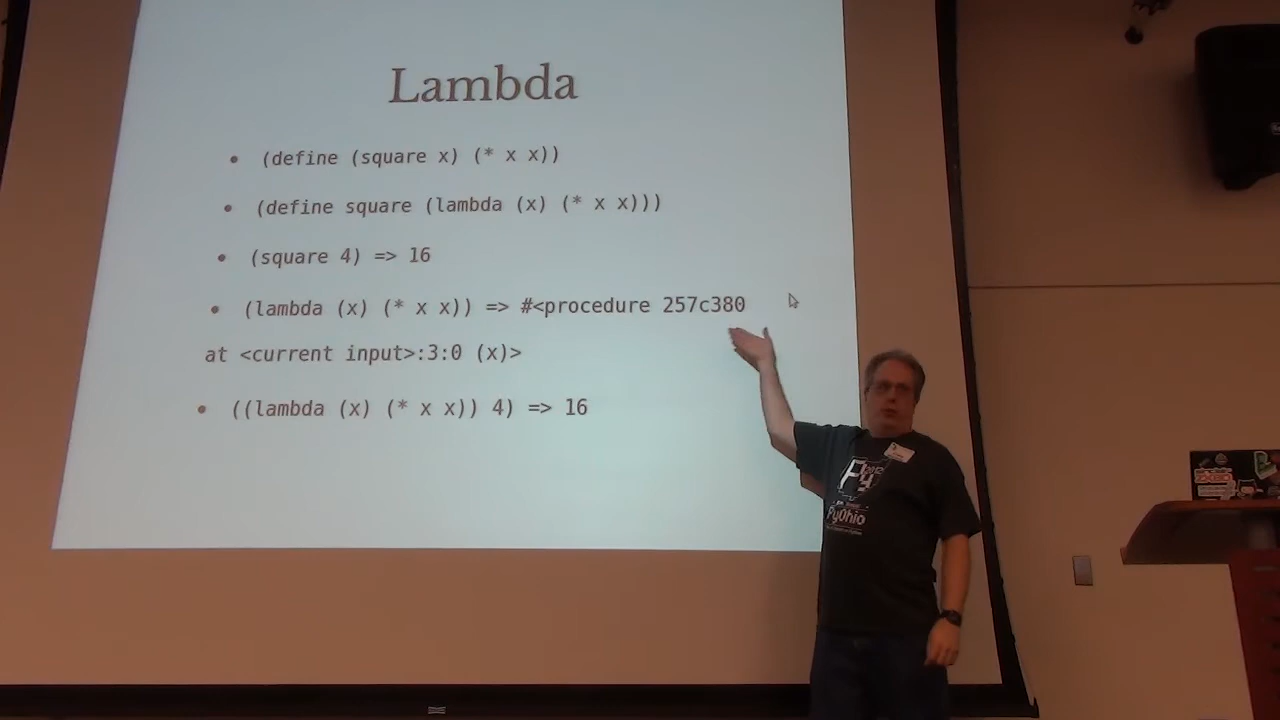 Lambda
• (define (square x) (* x x))
• (define square (lambda (x) (* x x)))
• (square 4) => 16
• (lambda (x) (* x x)) => #<procedure 257c380
at <current input>:3:0 (x)>
• ((lambda (x) (* x x)) 4) => 16
Py
PyOhio